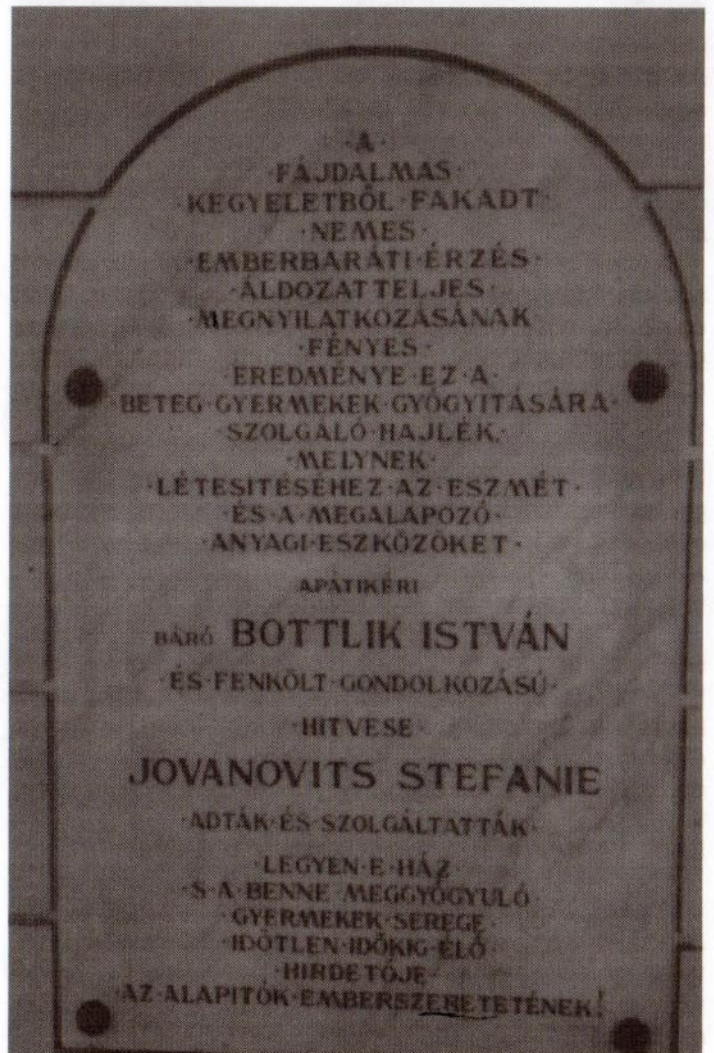 ·A·
·FÁJDALMAS·
·KEGYELETBŐL·FAKADT·
·NEMES·
·EMBERBARÁTI·ÉRZÉS·
·ÁLDOZATTELJES·
·MEGNYILATKOZÁSÁNAK
·FÉNYES·
·EREDMÉNYE·EZ·A·
·BETEG·GYERMEKEK·GYÓGYITÁSÁRA·
·SZOLGÁLÓ·HAJLÉK,·
·MELYNEK·
·LÉTESITÉSÉHEZ·AZ·ESZMÉT·
·ÉS·A·MEGALAPOZÓ·
·ANYAGI·ESZKÖZÖKET·
APÁTIKÉRI
BÁRÓ BOTTLIK ISTVÁN
·ÉS·FENKÖLT·GONDOLKOZÁSÚ·
·HITVESE·
JOVANOVITS STEFANIE
·ADTÁK·ÉS·SZOLGÁLTATTÁK·
·LEGYEN·E·HÁZ·
·S·A·BENNE·MEGGYÓGYULÓ·
·GYERMEKEK·SEREGE·
·IDŐTLEN·IDŐKIG·ÉLŐ·
·HIRDETŐJE·
·AZ·ALAPITÓK·EMBERSZERETETÉNEK!